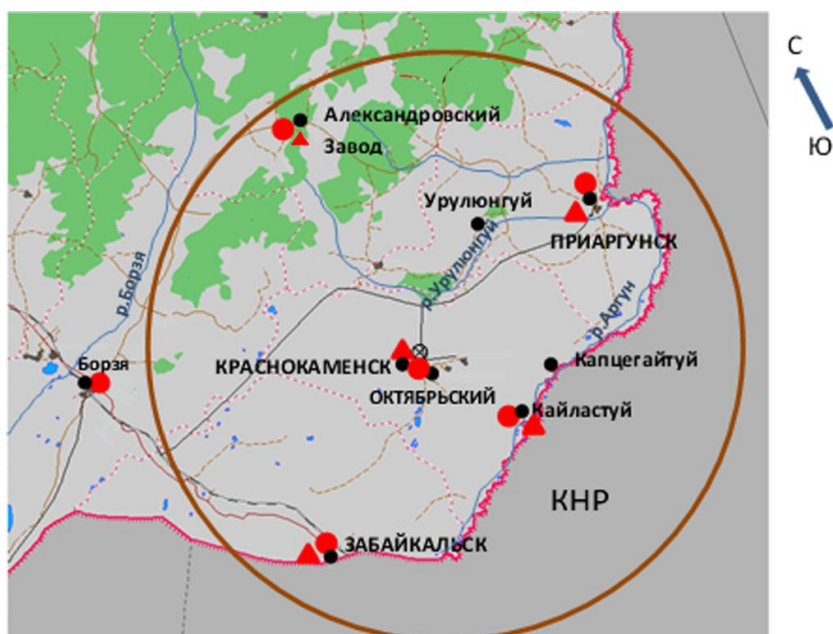 С
Ю
Александровский
Завод
Урулюнгуй
р.Урулюнгуй
ПРИАРГУНСК
р.Борзя
р.Аргун
Борзя
КРАСНОКАМЕНСК
ОКТЯБРЬСКИЙ
Капцегайтуй
Кайластуй
КНР
ЗАБАЙКАЛЬСК